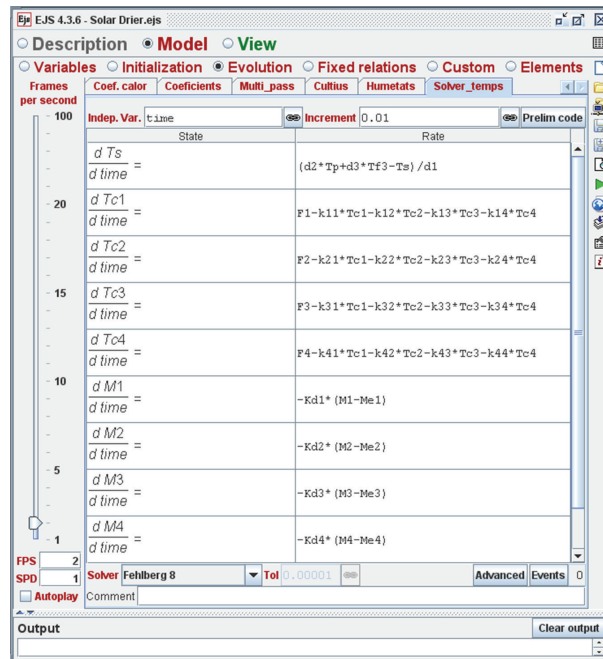 EJS 4.3.6 - Solar Drier.ejs
Description Model View
Variables Initialization Evolution Fixed relations Custom Elements
Frames per second
Coef. calor Coeficients Multi_pass Cultius Humetats Solver_temps
100
20
15
10
5
1
Indep. Var. time Increment 0.01 Prelim code
State Rate
d Ts
d time = (d2*Tp+d3*Tf3-Ts)/d1
d Tc1
d time = F1-k11*Tc1-k12*Tc2-k13*Tc3-k14*Tc4
d Tc2
d time = F2-k21*Tc1-k22*Tc2-k23*Tc3-k24*Tc4
d Tc3
d time = F3-k31*Tc1-k32*Tc2-k33*Tc3-k34*Tc4
d Tc4
d time = F4-k41*Tc1-k42*Tc2-k43*Tc3-k44*Tc4
d M1
d time = -Kd1*(M1-Me1)
d M2
d time = -Kd2*(M2-Me2)
d M3
d time = -Kd3*(M3-Me3)
d M4
d time = -Kd4*(M4-Me4)
FPS 2
SPD 1
Autoplay
Solver Fehlberg 8 Tol 0.00001 Advanced Events 0
Comment
Output Clear output